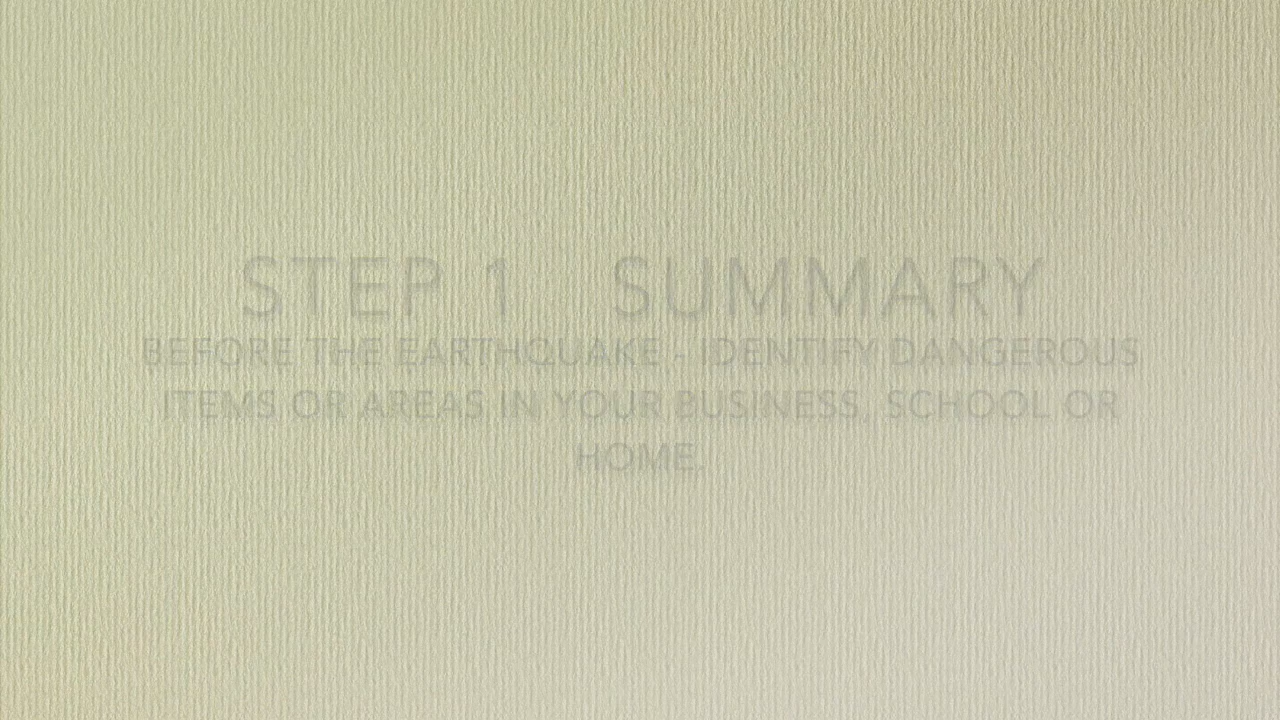 STEP 1 SUMMARY
BEFORE THE EARTHQUAKE - IDENTIFY DANGEROUS
ITEMS OR AREAS IN YOUR BUSINESS, SCHOOL OR
HOME.